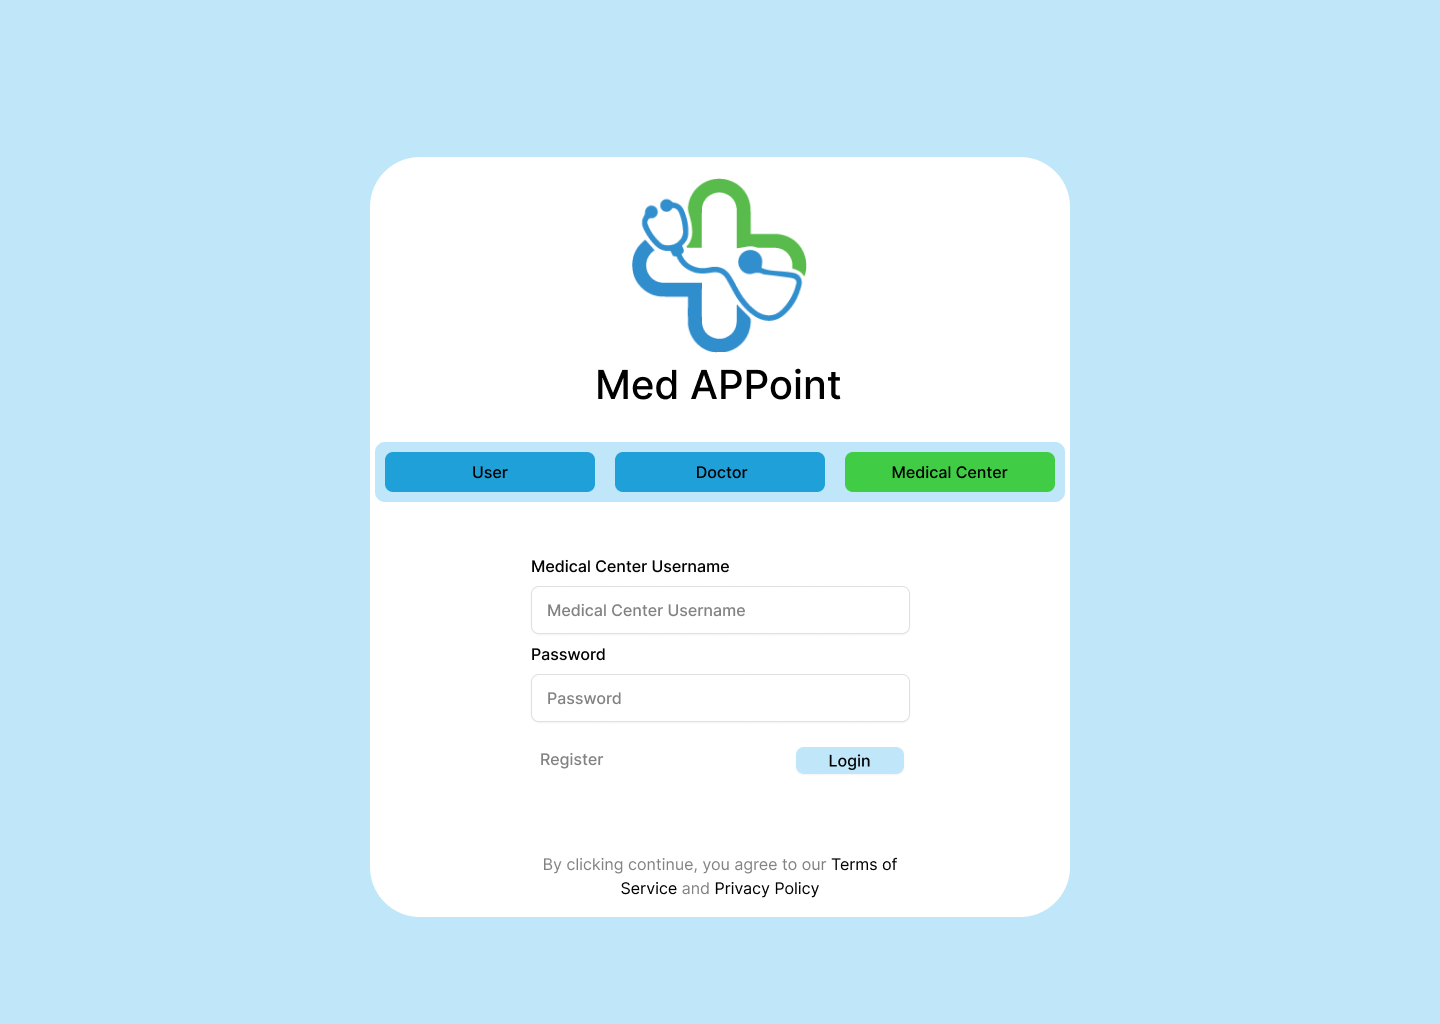 Med APPoint
User
Doctor
Medical Center
Medical Center Username
Medical Center Username
Password
Password
Register
Login
By clicking continue, you agree to our Terms of
Service and Privacy Policy